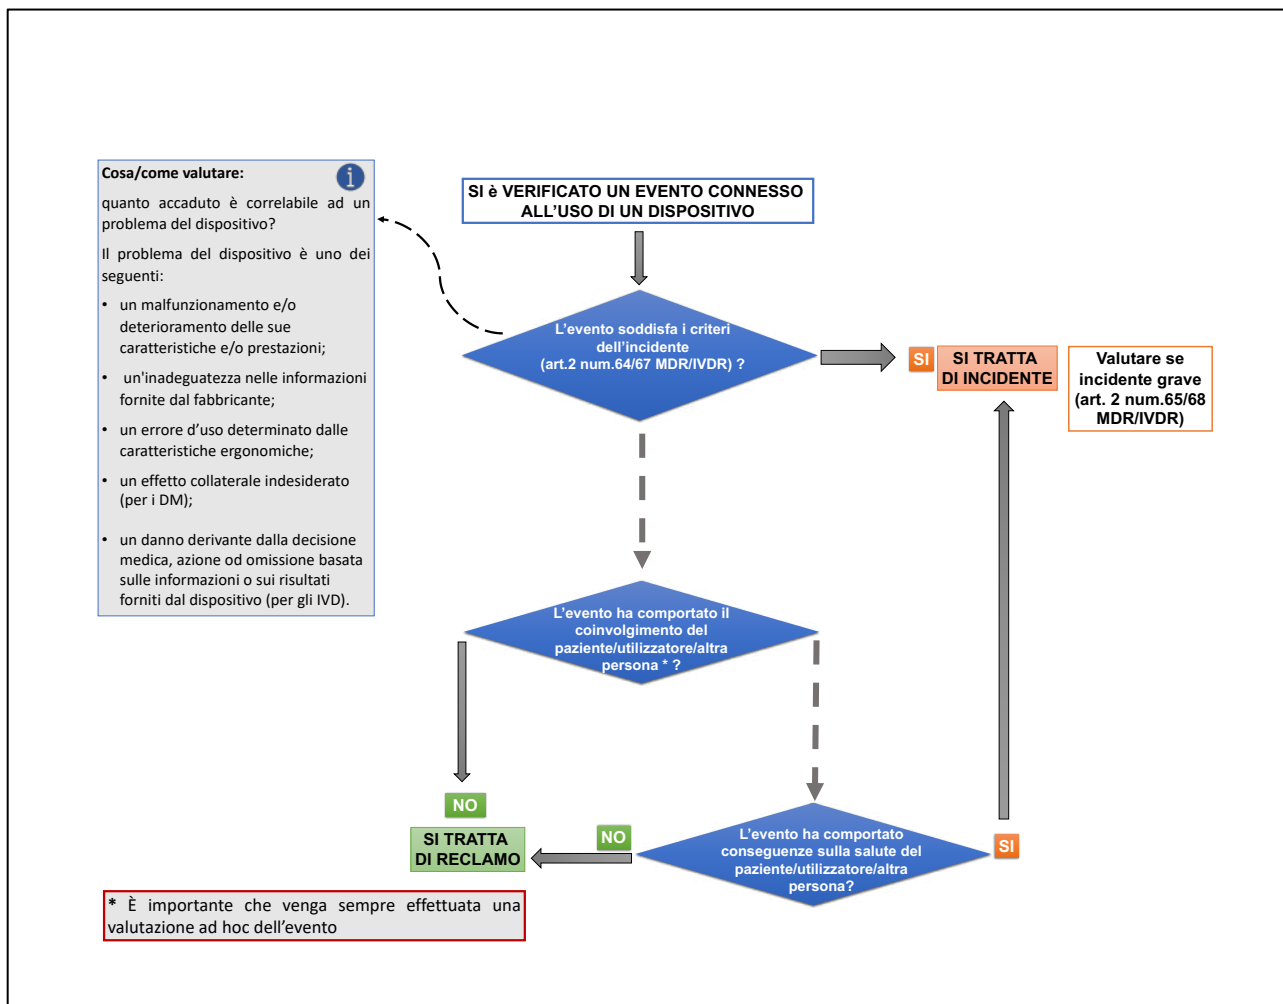 Cosa/come valutare:
quanto accaduto è correlabile ad un
problema del dispositivo?
Il problema del dispositivo è uno dei
seguenti:
• un malfunzionamento e/o
deterioramento delle sue
caratteristiche e/o prestazioni;
• un'inadeguatezza nelle informazioni
fornite dal fabbricante;
• un errore d'uso determinato dalle
caratteristiche ergonomiche;
• un effetto collaterale indesiderato
(per i DM);
• un danno derivante dalla decisione
medica, azione od omissione basata
sulle informazioni o sui risultati
forniti dal dispositivo (per gli IVD).
i
SI è VERIFICATO UN EVENTO CONNESSO
ALL'USO DI UN DISPOSITIVO
L'evento soddisfa i criteri
dell'incidente
(art.2 num.64/67 MDR/IVDR) ?
SI
SI TRATTA
DI INCIDENTE
Valutare se
incidente grave
(art. 2 num.65/68
MDR/IVDR)
L'evento ha comportato il
coinvolgimento del
paziente/utilizzatore/altra
persona * ?
NO
SI TRATTA
DI RECLAMO
NO
L'evento ha comportato
conseguenze sulla salute del
paziente/utilizzatore/altra
persona?
SI
* È importante che venga sempre effettuata una
valutazione ad hoc dell'evento